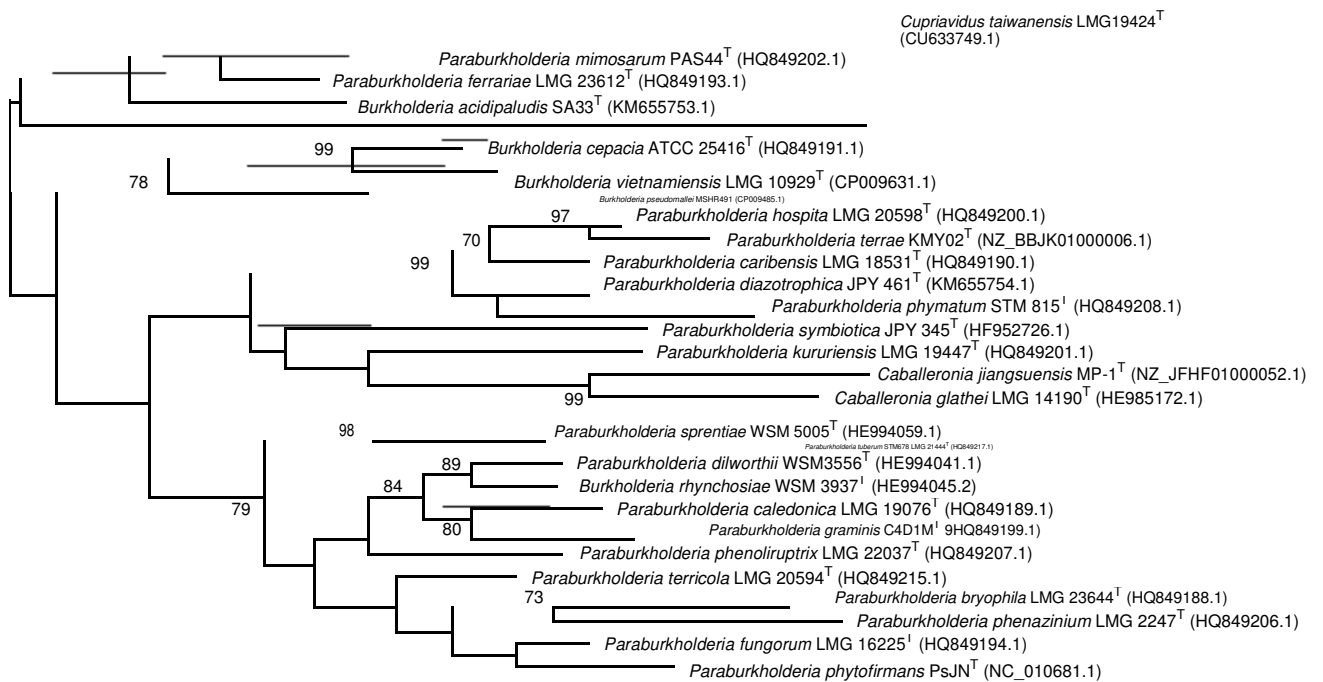 Cupriavidus taiwanensis LMG19424ᵀ
(CU633749.1)
Paraburkholderia mimosarum PAS44ᵀ (HQ849202.1)
Paraburkholderia ferrariae LMG 23612ᵀ (HQ849193.1)
Burkholderia acidipaludis SA33ᵀ (KM655753.1)
99
Burkholderia cepacia ATCC 25416ᵀ (HQ849191.1)
78
Burkholderia vietnamiensis LMG 10929ᵀ (CP009631.1)
Burkholderia pseudomallei MSHR491 (CP009485.1)
97
Paraburkholderia hospita LMG 20598ᵀ (HQ849200.1)
70
Paraburkholderia terrae KMY02ᵀ (NZ_BBJK01000006.1)
99
Paraburkholderia caribensis LMG 18531ᵀ (HQ849190.1)
Paraburkholderia diazotrophica JPY 461ᵀ (KM655754.1)
Paraburkholderia phymatum STM 815ᵀ (HQ849208.1)
Paraburkholderia symbiotica JPY 345ᵀ (HF952726.1)
Paraburkholderia kururiensis LMG 19447ᵀ (HQ849201.1)
Caballeronia jiangsuensis MP-1ᵀ (NZ_JFHF01000052.1)
99
Caballeronia glathei LMG 14190ᵀ (HE985172.1)
98
Paraburkholderia sprentiae WSM 5005ᵀ (HE994059.1)
Paraburkholderia tuberum STM678 LMG 21444ᵀ (HQ849217.1)
89
Paraburkholderia dilworthii WSM3556ᵀ (HE994041.1)
84
Burkholderia rhynchosiae WSM 3937ᵀ (HE994045.2)
79
Paraburkholderia caledonica LMG 19076ᵀ (HQ849189.1)
80
Paraburkholderia graminis C4D1Mᵀ 9HQ849199.1)
Paraburkholderia phenoliruptrix LMG 22037ᵀ (HQ849207.1)
Paraburkholderia terricola LMG 20594ᵀ (HQ849215.1)
73
Paraburkholderia bryophila LMG 23644ᵀ (HQ849188.1)
Paraburkholderia phenazinium LMG 2247ᵀ (HQ849206.1)
Paraburkholderia fungorum LMG 16225ᵀ (HQ849194.1)
Paraburkholderia phytofirmans PsJNᵀ (NC_010681.1)